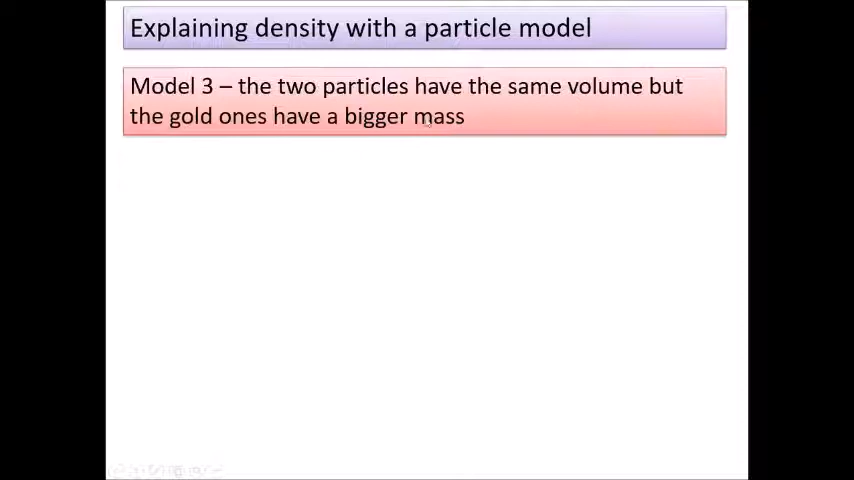 Explaining density with a particle model
Model 3 – the two particles have the same volume but
the gold ones have a bigger mass